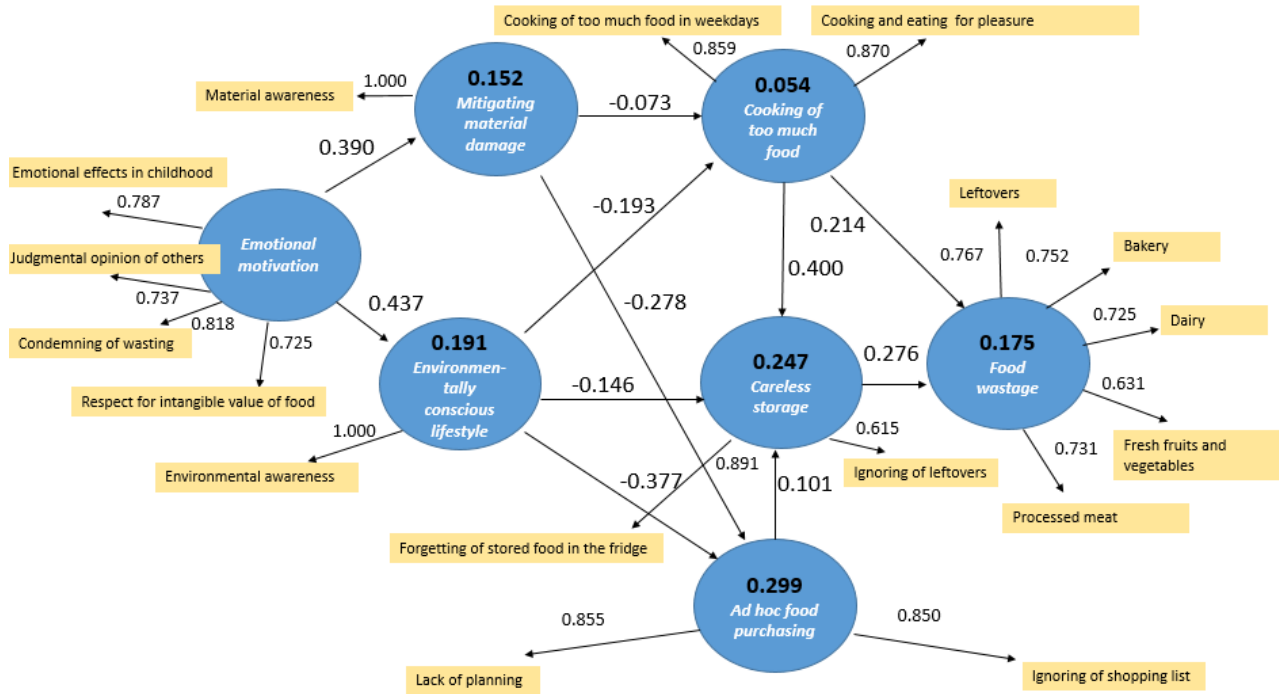 Cooking of too much food in weekdays
Cooking and eating  for pleasure
0.859
0.870
Material awareness
1.000
0.152
Mitigating
material
damage
-0.073
0.054
Cooking of
too much
food
0.390
Emotional effects in childhood
0.787
-0.193
Leftovers
0.214
Judgmental opinion of others
Emotional
motivation
0.767
0.752
Bakery
0.737
0.437
-0.278
0.400
0.818
Condemning of wasting
0.725
0.725
Dairy
0.191
Environmen-
tally
conscious
lifestyle
-0.146
0.247
Careless
storage
0.276
0.175
Food
wastage
0.631
Respect for intangible value of food
1.000
0.615
0.731
Fresh fruits and
vegetables
Environmental awareness
0.891
Ignoring of leftovers
-0.377
0.101
Processed meat
Forgetting of stored food in the fridge
0.299
Ad hoc food
purchasing
0.855
0.850
Lack of planning
Ignoring of shopping list